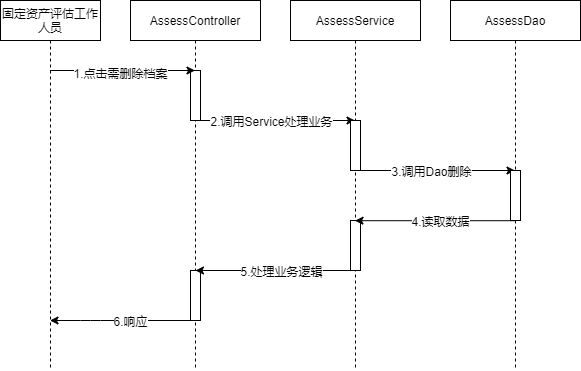 固定资产评估工作
人员
AssessController
AssessService
AssessDao
1.点击需删除档案
2.调用Service处理业务
3.调用Dao删除
4.读取数据
5.处理业务逻辑
6.响应